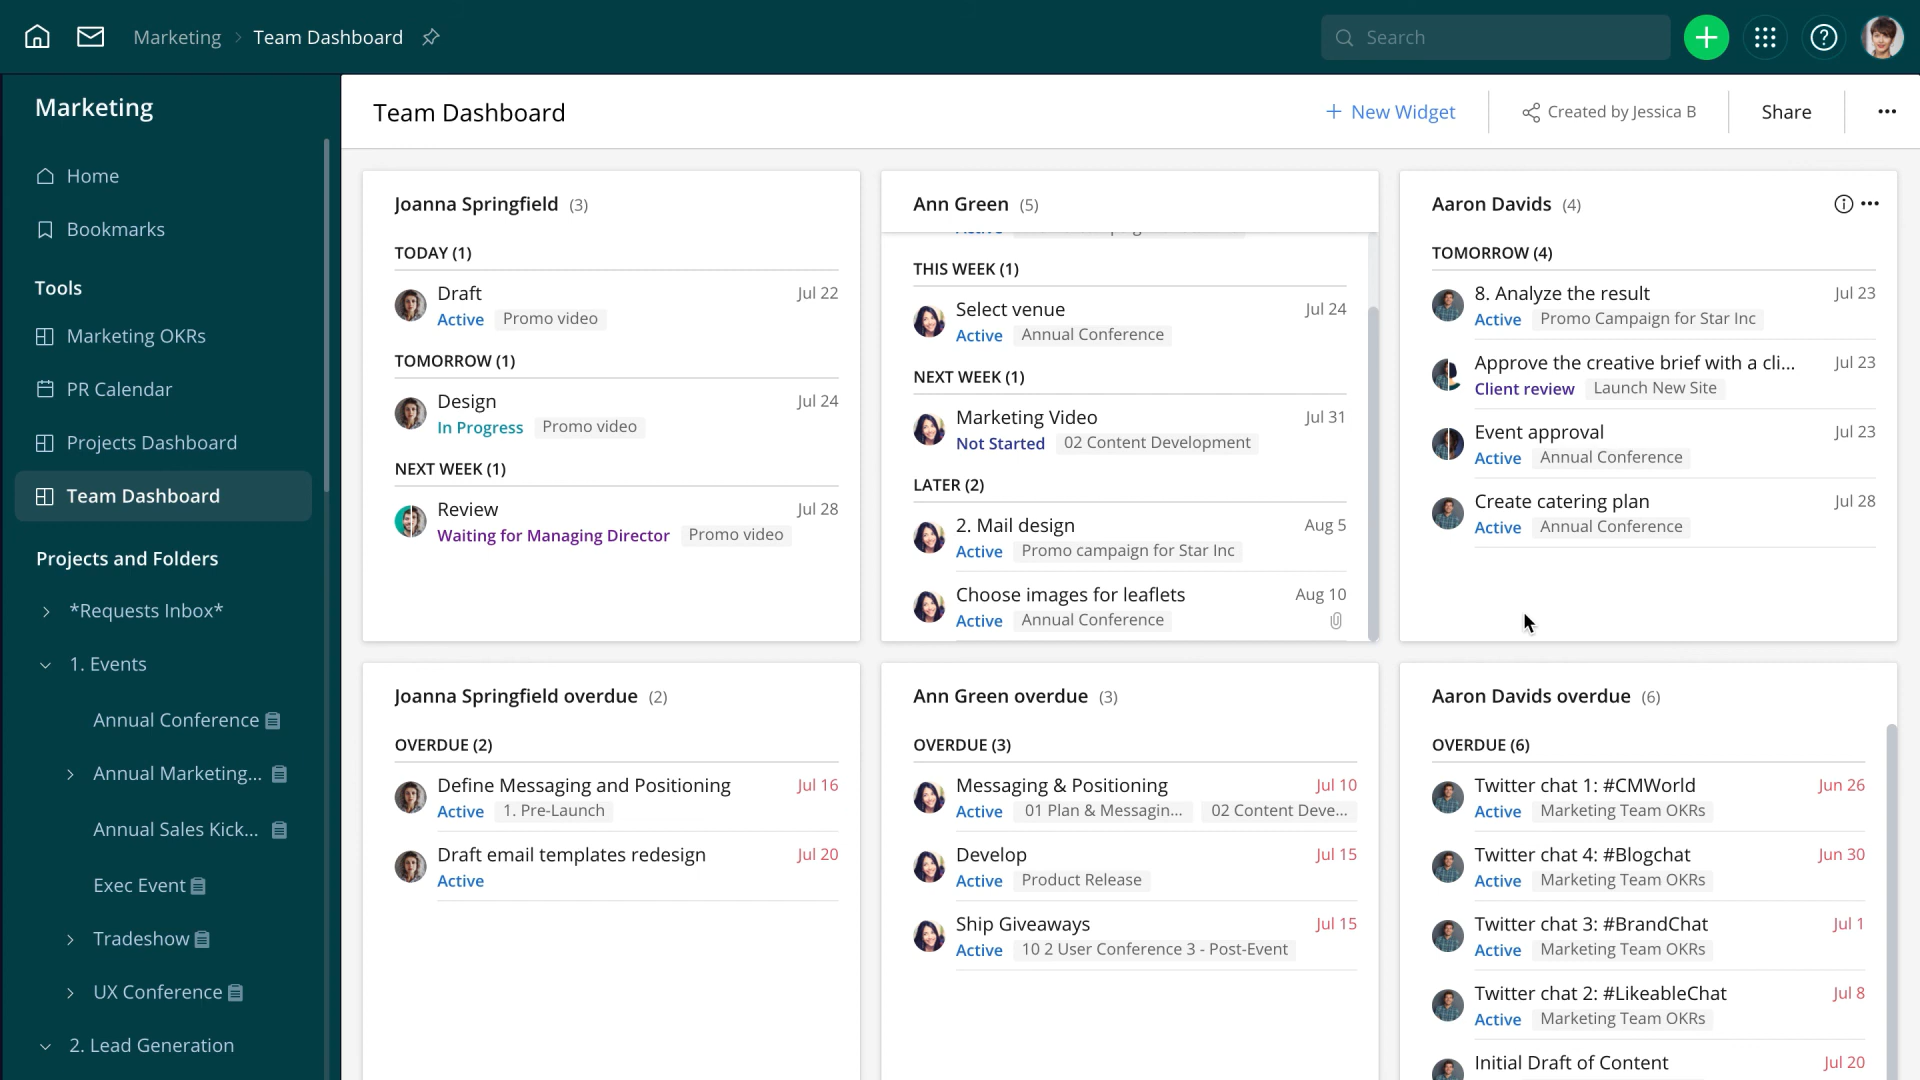 Marketing > Team Dashboard
Search
Marketing
Home
Bookmarks
Tools
Marketing OKRs
PR Calendar
Projects Dashboard
Team Dashboard
Projects and Folders
*Requests Inbox*
1. Events
Annual Conference
Annual Marketing...
Annual Sales Kick...
Exec Event
Tradeshow
UX Conference
2. Lead Generation
Team Dashboard
+ New Widget
Created by Jessica B
Share
Joanna Springfield (3)
TODAY (1)
Draft Jul 22
Active Promo video
TOMORROW (1)
Design Jul 24
In Progress Promo video
NEXT WEEK (1)
Review Jul 28
Waiting for Managing Director Promo video
Ann Green (5)
THIS WEEK (1)
Select venue Jul 24
Active Annual Conference
NEXT WEEK (1)
Marketing Video Jul 31
Not Started 02 Content Development
LATER (2)
2. Mail design Aug 5
Active Promo campaign for Star Inc
Choose images for leaflets Aug 10
Active Annual Conference
Aaron Davids (4)
TOMORROW (4)
8. Analyze the result Jul 23
Active Promo Campaign for Star Inc
Approve the creative brief with a cli... Jul 23
Client review Launch New Site
Event approval Jul 23
Active Annual Conference
Create catering plan Jul 28
Active Annual Conference
Joanna Springfield overdue (2)
OVERDUE (2)
Define Messaging and Positioning Jul 16
Active 1. Pre-Launch
Draft email templates redesign Jul 20
Active
Ann Green overdue (3)
OVERDUE (3)
Messaging & Positioning Jul 10
Active 01 Plan & Messagin... 02 Content Deve...
Develop Jul 15
Active Product Release
Ship Giveaways Jul 15
Active 10 2 User Conference 3 - Post-Event
Aaron Davids overdue (6)
OVERDUE (6)
Twitter chat 1: #CMWorld Jun 26
Active Marketing Team OKRs
Twitter chat 4: #Blogchat Jun 30
Active Marketing Team OKRs
Twitter chat 3: #BrandChat Jul 1
Active Marketing Team OKRs
Twitter chat 2: #LikeableChat Jul 8
Active Marketing Team OKRs
Initial Draft of Content Jul 20